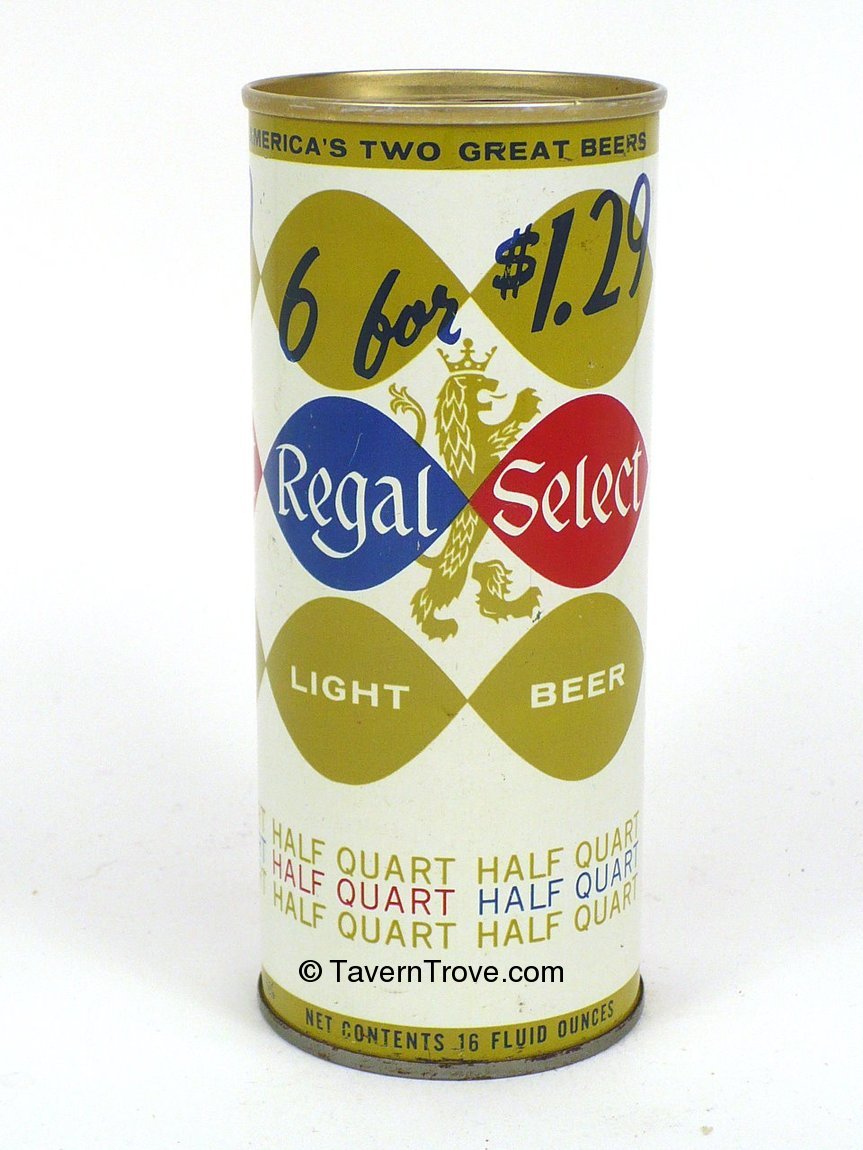 AMERICA'S TWO GREAT BEERS
6 for $1.29
Regal Select
LIGHT BEER
HALF QUART HALF QUART
HALF QUART HALF QUART
HALF QUART HALF QUART
© TavernTrove.com
NET CONTENTS 16 FLUID OUNCES